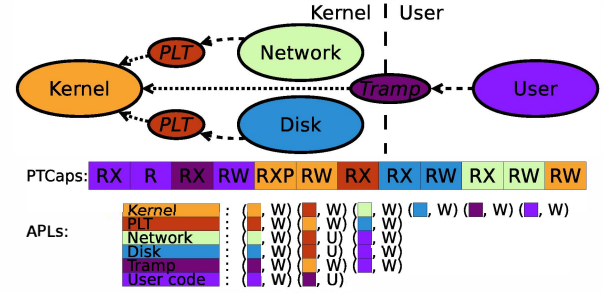 Kernel User
PLT Network
Kernel Tramp User
PLT Disk
PTCaps: RX R RX RW RXP RW RX RX RW RX RW RW
APLs:
Kernel : ( , W) ( , W) ( , W) ( , W) ( , W) ( , W)
PLT : ( , W) ( , W) ( , W)
Network : ( , W) ( , U) ( , W)
Disk : ( , W) ( , U) ( , W)
Tramp : ( , W) ( , W) ( , W)
User code : ( , W) ( , U)